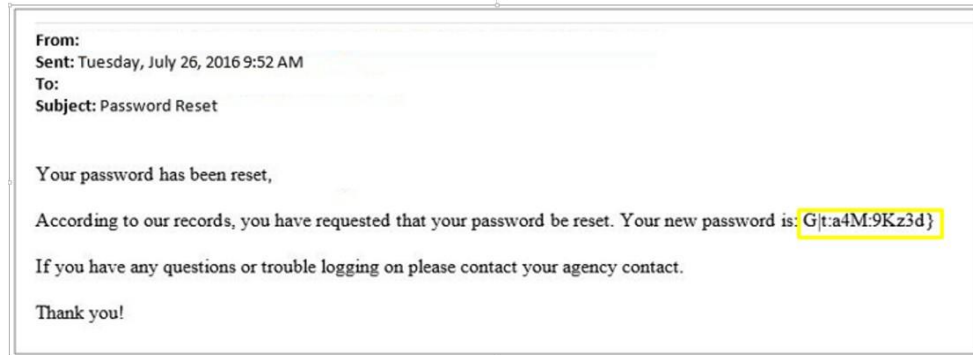 From:
Sent: Tuesday, July 26, 2016 9:52 AM
To:
Subject: Password Reset
Your password has been reset,
According to our records, you have requested that your password be reset. Your new password is: G|t:a4M:9Kz3d}
If you have any questions or trouble logging on please contact your agency contact.
Thank you!